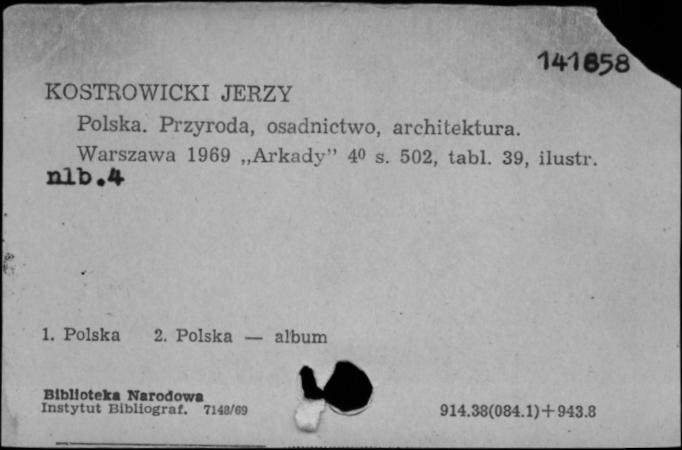 141658
KOSTROWICKI JERZY
Polska. Przyroda, osadnictwo, architektura.
Warszawa 1969 „Arkady” 4⁰ s. 502, tabl. 39, ilustr.
nlb.4
1. Polska 2. Polska — album
Biblioteka Narodowa
Instytut Bibliograf. 7148/69
914.38(084.1)+943.8